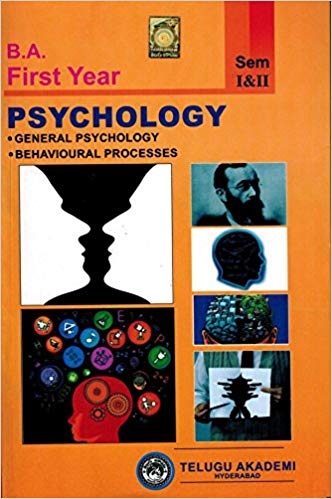 B.A.
First Year
Sem
I&II
PSYCHOLOGY
• GENERAL PSYCHOLOGY
• BEHAVIOURAL PROCESSES
TELUGU AKADEMI
HYDERABAD